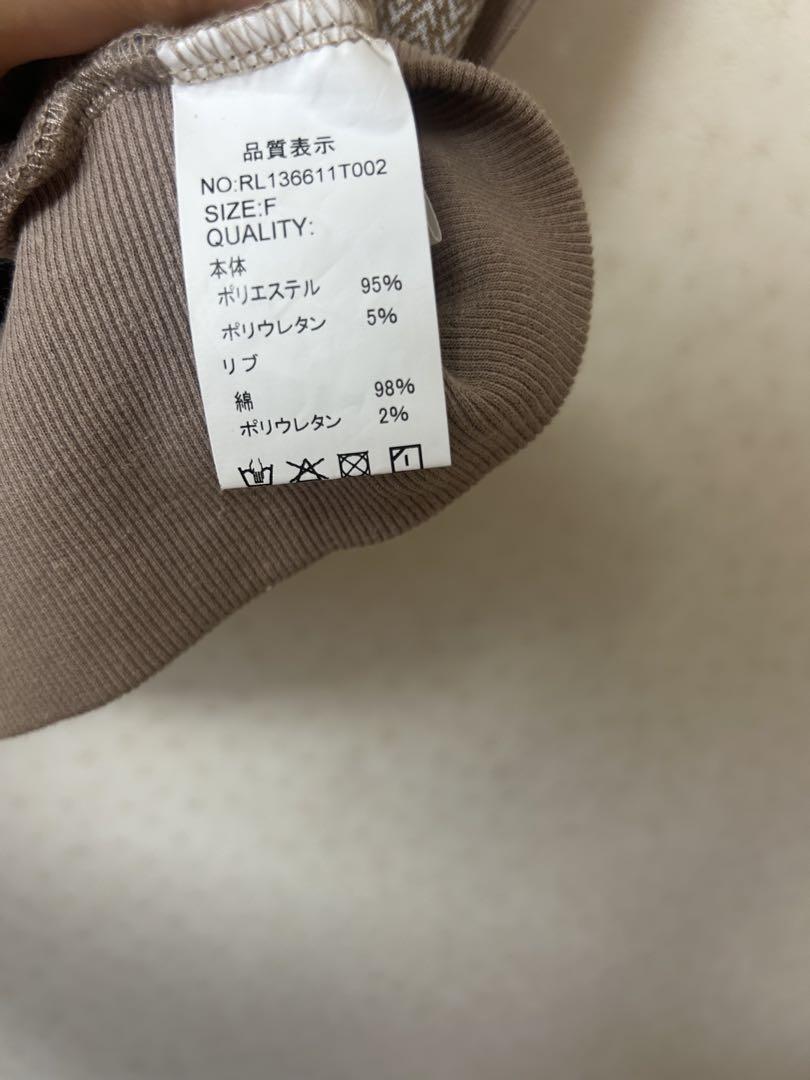 品質表示
NO:RL136611T002
SIZE:F
QUALITY:
本体
ポリエステル 95%
ポリウレタン 5%
リブ
綿 98%
ポリウレタン 2%